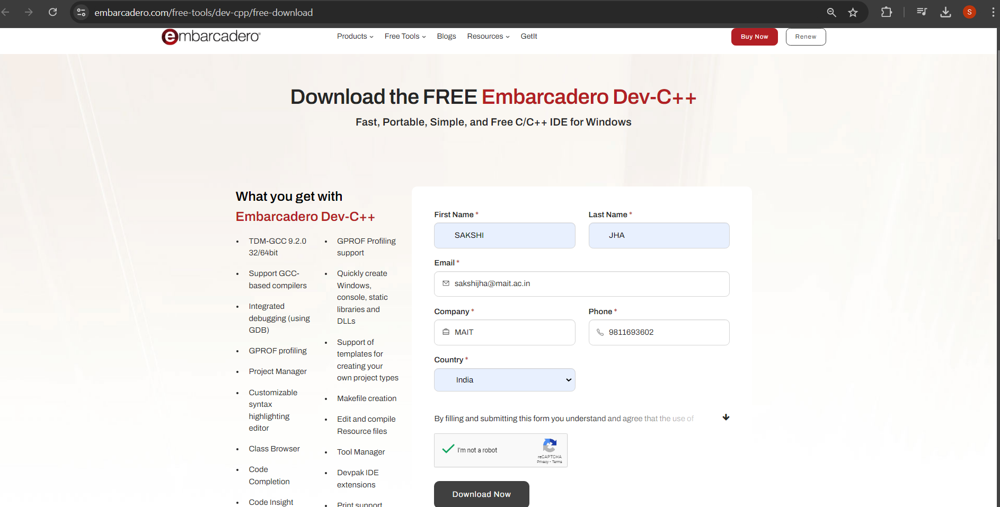 embarcadero.com/free-tools/dev-cpp/free-download
S
embarcadero®
Products
Free Tools
Blogs
Resources
GetIt
Buy Now
Renew
Download the FREE Embarcadero Dev-C++
Fast, Portable, Simple, and Free C/C++ IDE for Windows
What you get with
Embarcadero Dev-C++
• TDM-GCC 9.2.0
32/64bit
• Support GCC-
based compilers
• Integrated
debugging (using
GDB)
• GPROF profiling
• Project Manager
• Customizable
syntax
highlighting
editor
• Class Browser
• Code
Completion
• Code Insight
• GPROF Profiling
support
• Quickly create
Windows,
console, static
libraries and
DLLs
• Support of
templates for
creating your
own project types
• Makefile creation
• Edit and compile
Resource files
• Tool Manager
• Devpak IDE
extensions
• Print support
First Name *
SAKSHI
Last Name *
JHA
Email *
sakshijha@mait.ac.in
Company *
MAIT
Phone *
9811693602
Country *
India
By filling and submitting this form you understand and agree that the use of
I'm not a robot
reCAPTCHA
Privacy - Terms
Download Now